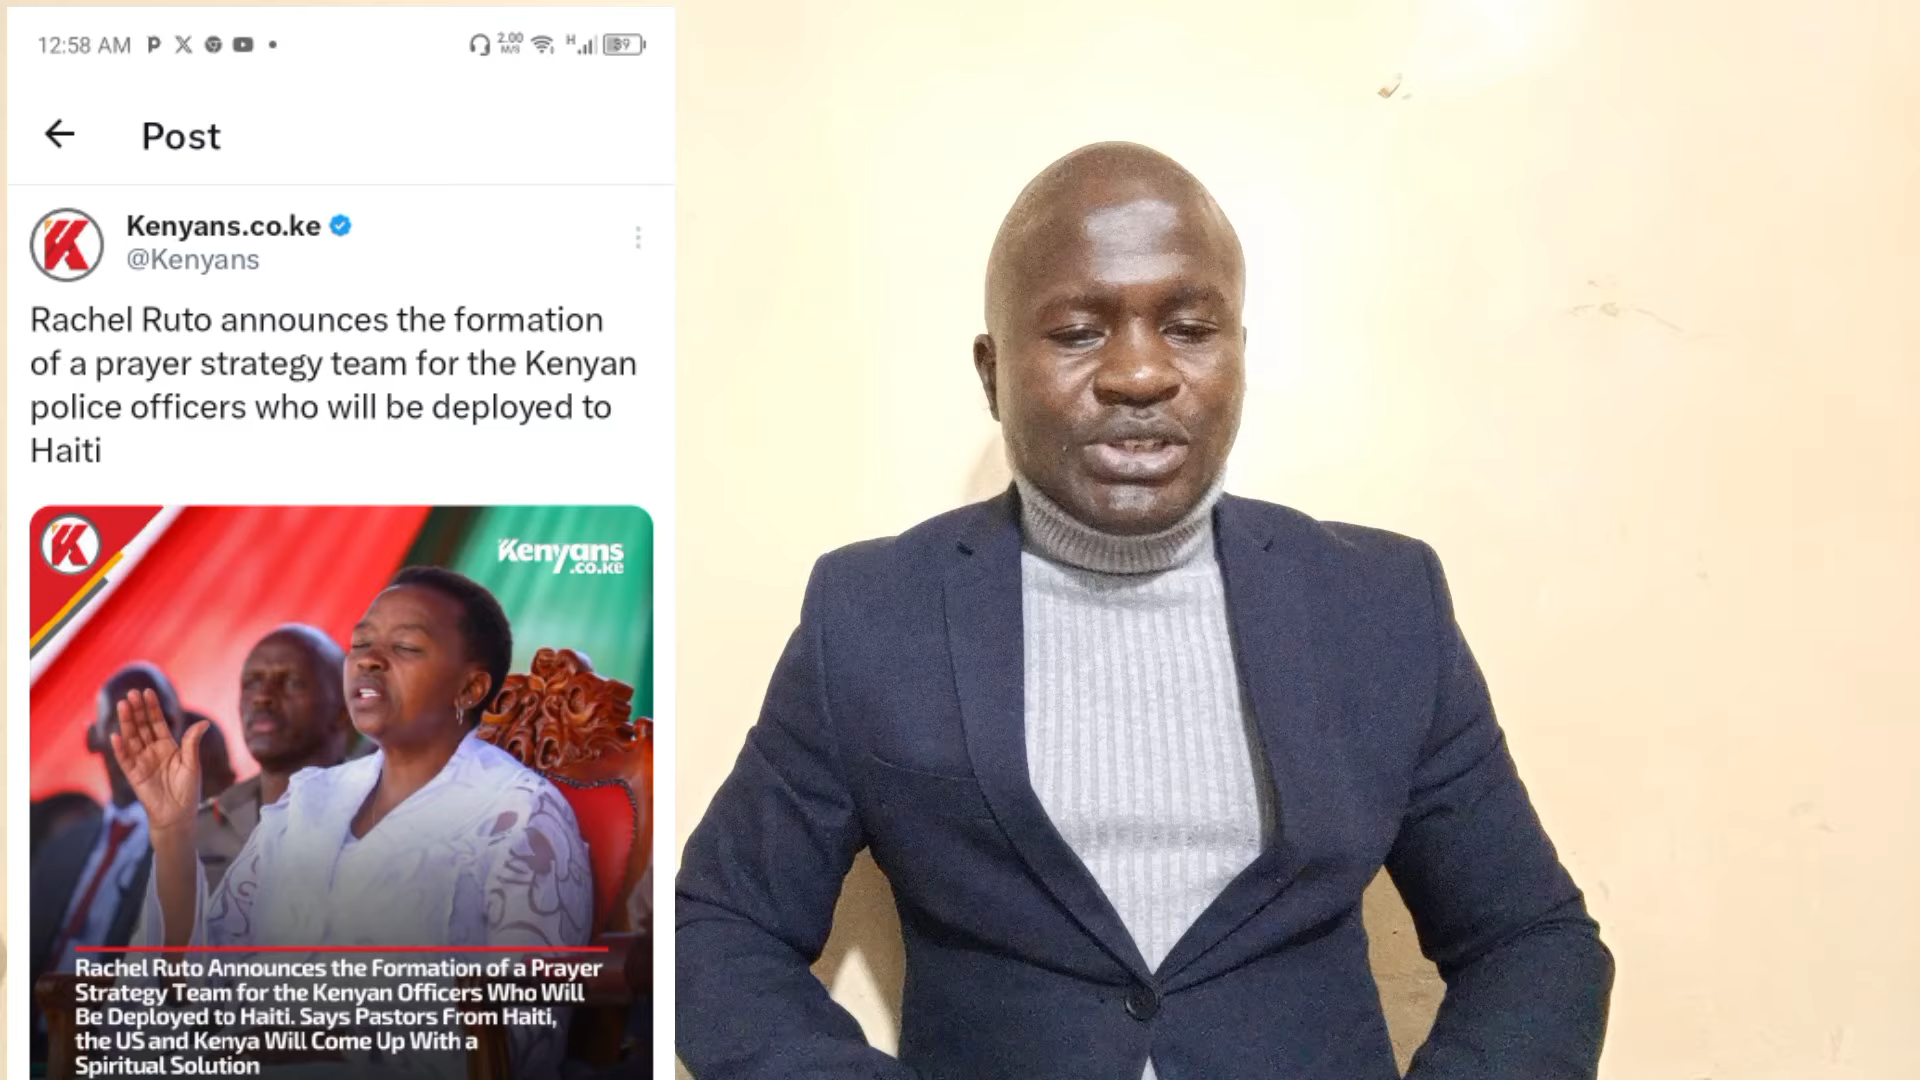 12:58 AM
2.00
M/S
H
39
Post
Kenyans.co.ke
@Kenyans
Rachel Ruto announces the formation
of a prayer strategy team for the Kenyan
police officers who will be deployed to
Haiti
Kenyans
.co.ke
Rachel Ruto Announces the Formation of a Prayer
Strategy Team for the Kenyan Officers Who Will
Be Deployed to Haiti. Says Pastors From Haiti,
the US and Kenya Will Come Up With a
Spiritual Solution